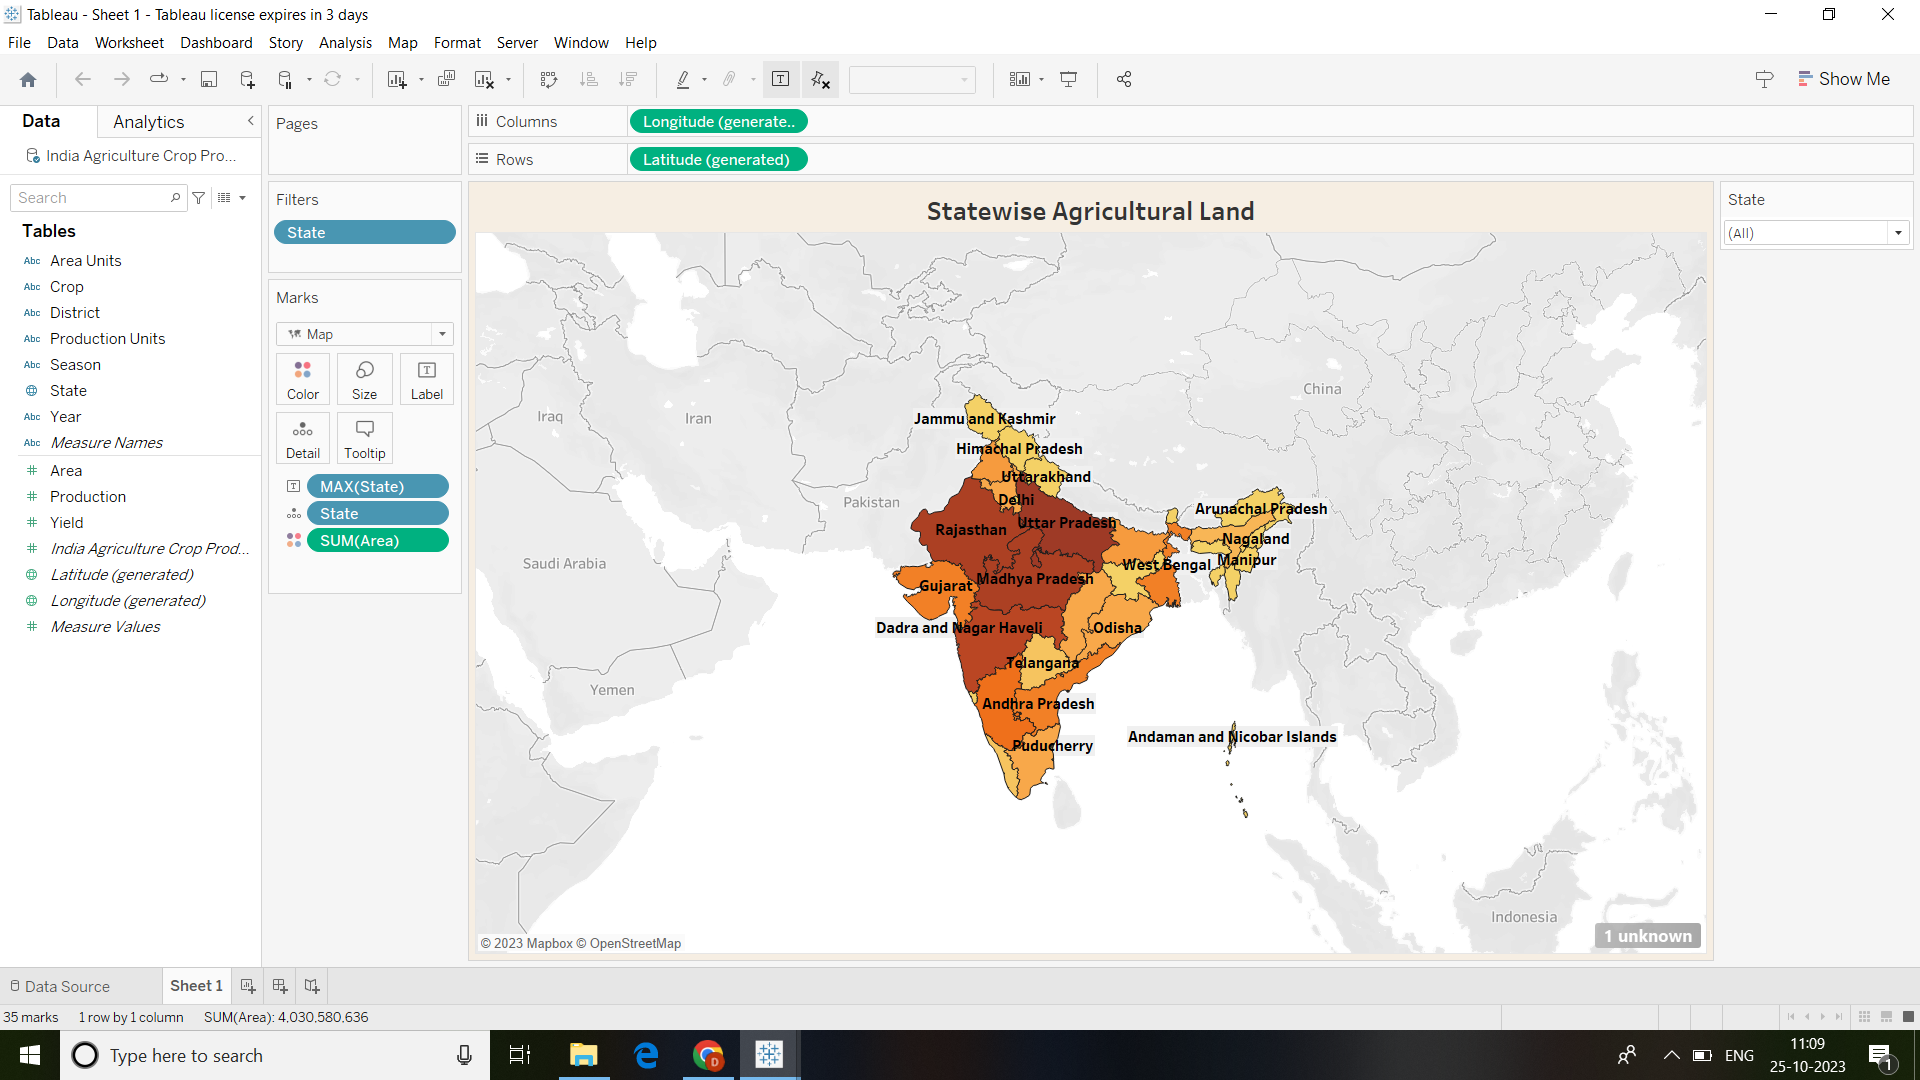 Tableau - Sheet 1 - Tableau license expires in 3 days
File Data Worksheet Dashboard Story Analysis Map Format Server Window Help
Show Me
Data Analytics
India Agriculture Crop Pro...
Search
Tables
Abc Area Units
Abc Crop
Abc District
Abc Production Units
Abc Season
State
Abc Year
Abc Measure Names
# Area
# Production
# Yield
# India Agriculture Crop Prod...
Latitude (generated)
Longitude (generated)
# Measure Values
Pages
Filters
State
Marks
Map
Color Size Label
Detail Tooltip
MAX(State)
State
SUM(Area)
Columns Longitude (generate..
Rows Latitude (generated)
Statewise Agricultural Land
China
Iraq
Iran
Jammu and Kashmir
Himachal Pradesh
Uttarakhand
Pakistan
Delhi
Arunachal Pradesh
Rajasthan
Uttar Pradesh
Nagaland
Saudi Arabia
West Bengal
Manipur
Gujarat
Madhya Pradesh
Dadra and Nagar Haveli
Odisha
Telangana
Yemen
Andhra Pradesh
Puducherry
Andaman and Nicobar Islands
Indonesia
1 unknown
© 2023 Mapbox © OpenStreetMap
State
(All)
Data Source Sheet 1
35 marks 1 row by 1 column SUM(Area): 4,030,580,636
Type here to search
D
ENG
11:09
25-10-2023
1